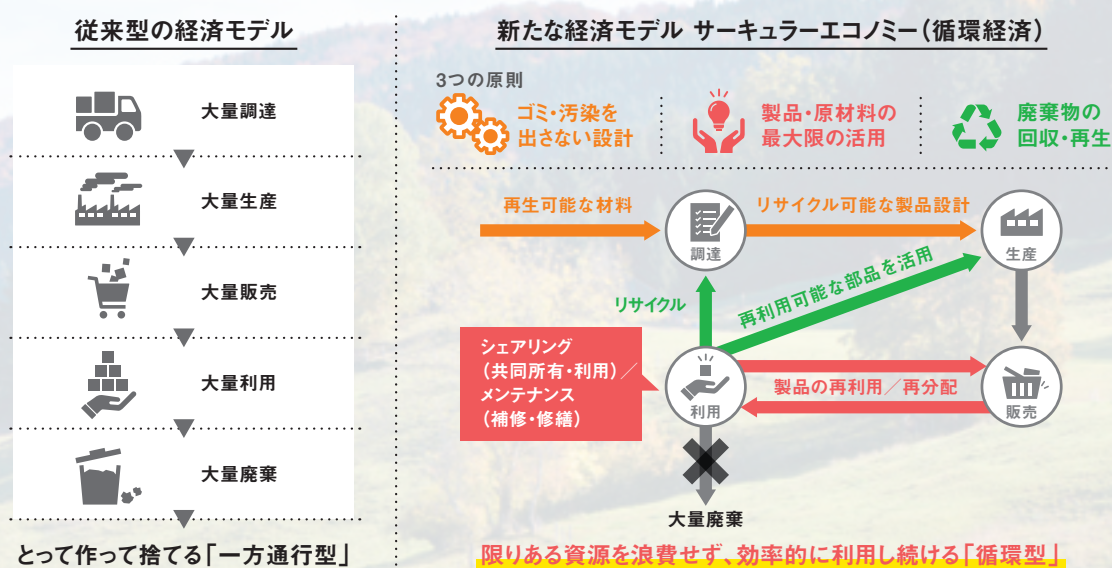 従来型の経済モデル
大量調達
大量生産
大量販売
大量利用
大量廃棄
とって作って捨てる「一方通行型」
新たな経済モデル サーキュラーエコノミー（循環経済）
3つの原則
ゴミ・汚染を
出さない設計
製品・原材料の
最大限の活用
廃棄物の
回収・再生
再生可能な材料
調達
リサイクル可能な製品設計
生産
リサイクル
再利用可能な部品を活用
シェアリング
（共同所有・利用）／
メンテナンス
（補修・修繕）
利用
製品の再利用／再分配
販売
大量廃棄
限りある資源を浪費せず、効率的に利用し続ける「循環型」